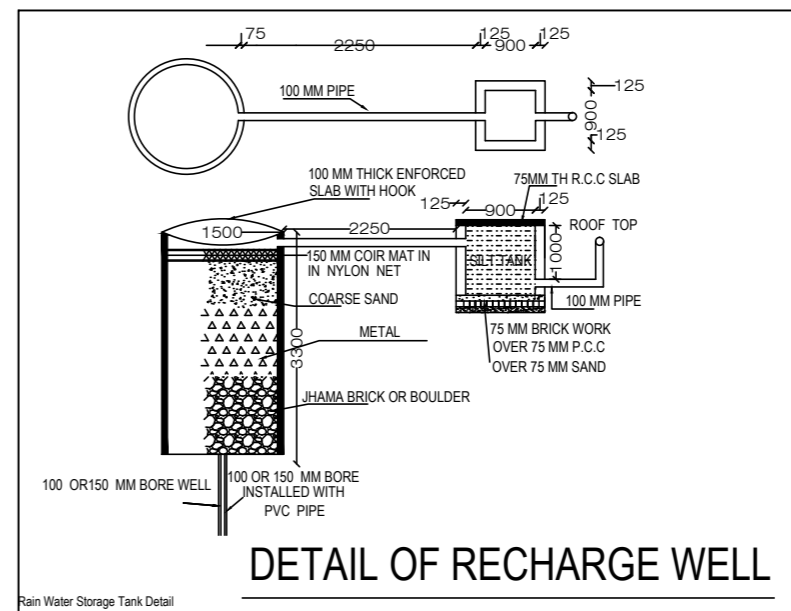 75
2250
125
900
125
100 MM PIPE
125
900
125
100 MM THICK ENFORCED
SLAB WITH HOOK
75MM TH R.C.C SLAB
125
900
125
1500
2250
ROOF TOP
1000
150 MM COIR MAT IN
IN NYLON NET
SILT TANK
COARSE SAND
100 MM PIPE
METAL
3300
75 MM BRICK WORK
OVER 75 MM P.C.C
OVER 75 MM SAND
JHAMA BRICK OR BOULDER
100 OR150 MM BORE WELL
100 OR 150 MM BORE
INSTALLED WITH
PVC PIPE
DETAIL OF RECHARGE WELL
Rain Water Storage Tank Detail